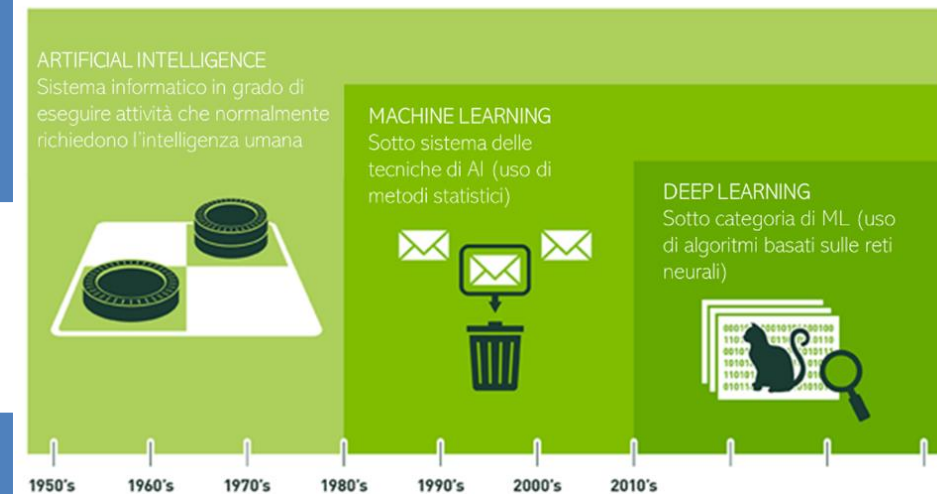 ARTIFICIAL INTELLIGENCE
Sistema informatico in grado di
eseguire attività che normalmente
richiedono l'intelligenza umana
MACHINE LEARNING
Sotto sistema delle
tecniche di AI (uso di
metodi statistici)
DEEP LEARNING
Sotto categoria di ML (uso
di algoritmi basati sulle reti
neurali)
1950's 1960's 1970's 1980's 1990's 2000's 2010's